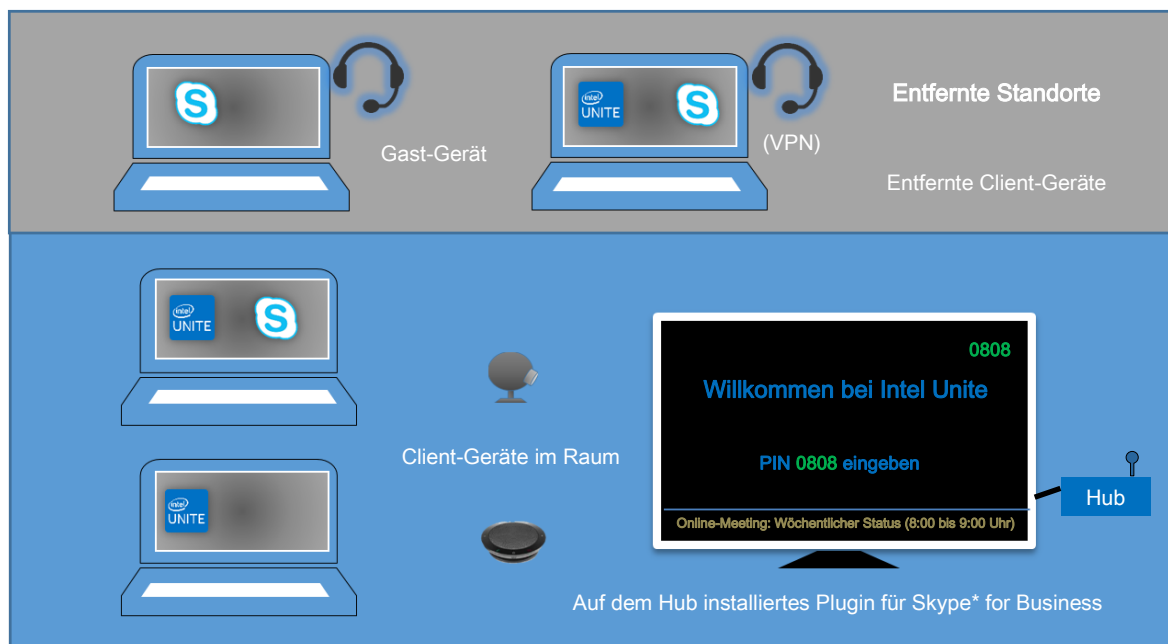 S
Gast-Gerät
intel
UNITE
S
(VPN)
Entfernte Standorte
Entfernte Client-Geräte
intel
UNITE
S
Client-Geräte im Raum
intel
UNITE
0808
Willkommen bei Intel Unite
PIN 0808 eingeben
Online-Meeting: Wöchentlicher Status (8:00 bis 9:00 Uhr)
Hub
Auf dem Hub installiertes Plugin für Skype* for Business